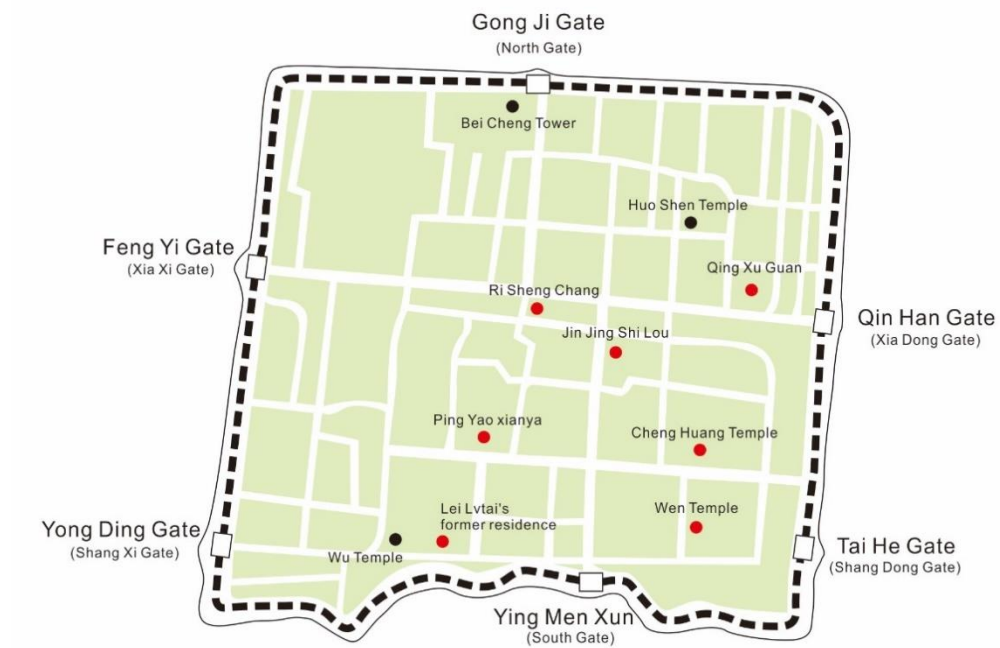 Gong Ji Gate
(North Gate)
Bei Cheng Tower
Huo Shen Temple
Feng Yi Gate
(Xia Xi Gate)
Qing Xu Guan
Ri Sheng Chang
Qin Han Gate
(Xia Dong Gate)
Jin Jing Shi Lou
Ping Yao xianya
Cheng Huang Temple
Lei Lvtai's
former residence
Wen Temple
Yong Ding Gate
(Shang Xi Gate)
Wu Temple
Tai He Gate
(Shang Dong Gate)
Ying Men Xun
(South Gate)